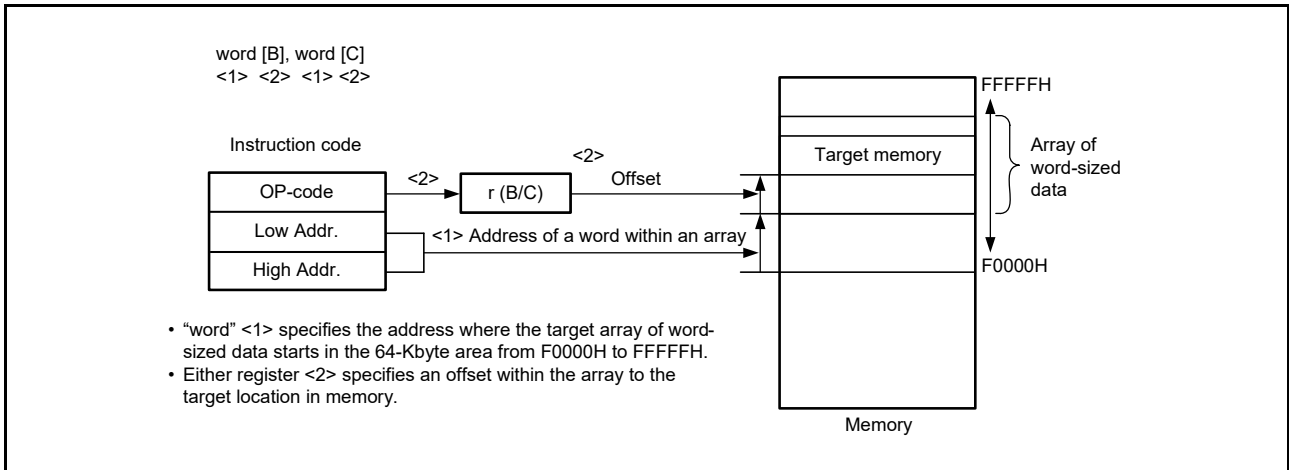 word [B], word [C]
<1> <2> <1> <2>
Instruction code
OP-code
Low Addr.
High Addr.
<2>
r (B/C)
<2>
Offset
<1> Address of a word within an array
FFFFFH
Target memory
Array of
word-sized
data
F0000H
• “word” <1> specifies the address where the target array of word-
sized data starts in the 64-Kbyte area from F0000H to FFFFFH.
• Either register <2> specifies an offset within the array to the
target location in memory.
Memory